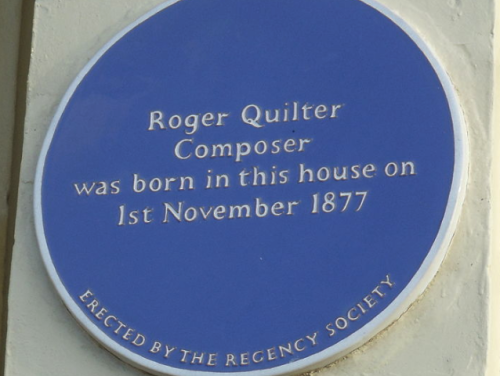 Roger Quilter
Composer
was born in this house on
1st November 1877
ERECTED BY THE REGENCY SOCIETY